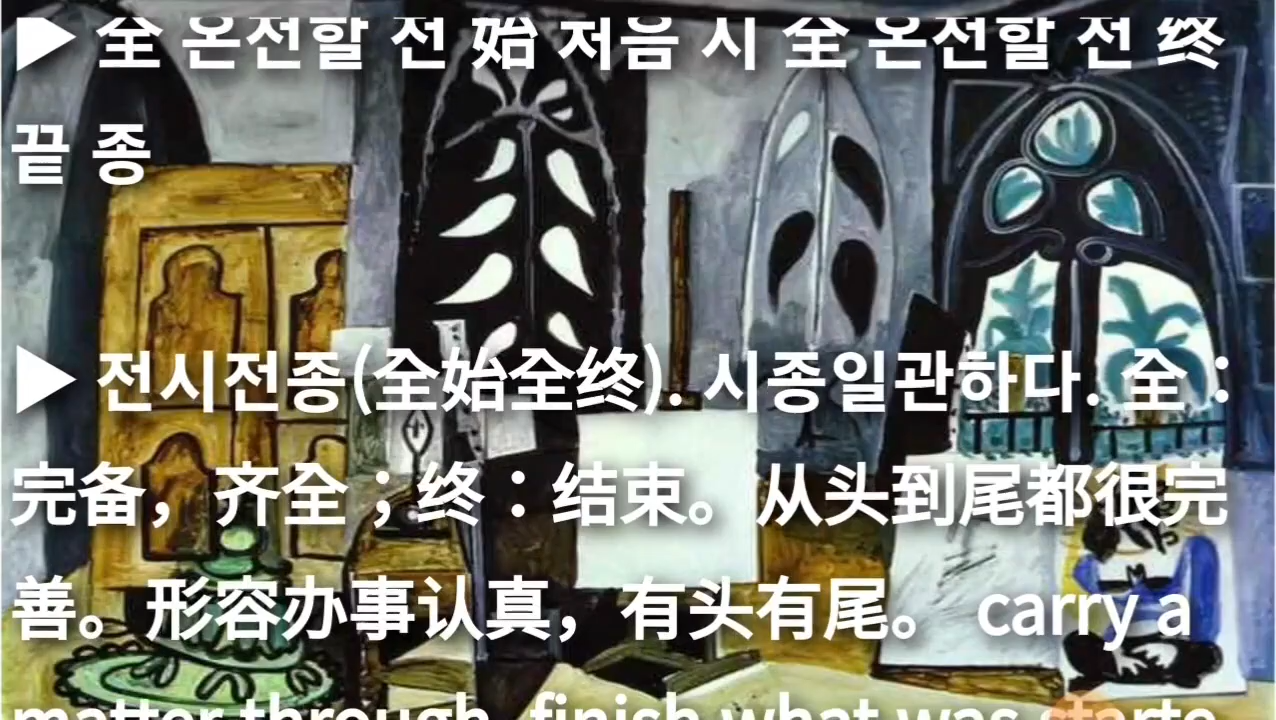 ▶ 全 온전할 전 始 처음 시 全 온전할 전 终
끝 종
▶ 전시전종(全始全终). 시종일관하다. 全：
完备，齐全；终：结束。从头到尾都很完
善。形容办事认真，有头有尾。 carry a
matter through, finish what was starte